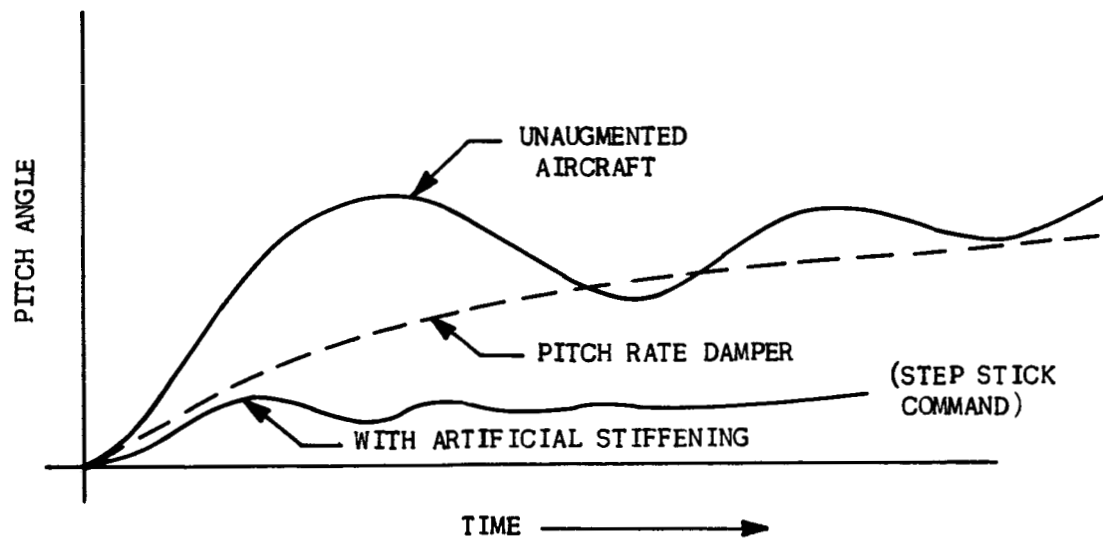 UNAUGMENTED
AIRCRAFT
PITCH ANGLE
PITCH RATE DAMPER
(STEP STICK
COMMAND)
WITH ARTIFICIAL STIFFENING
TIME